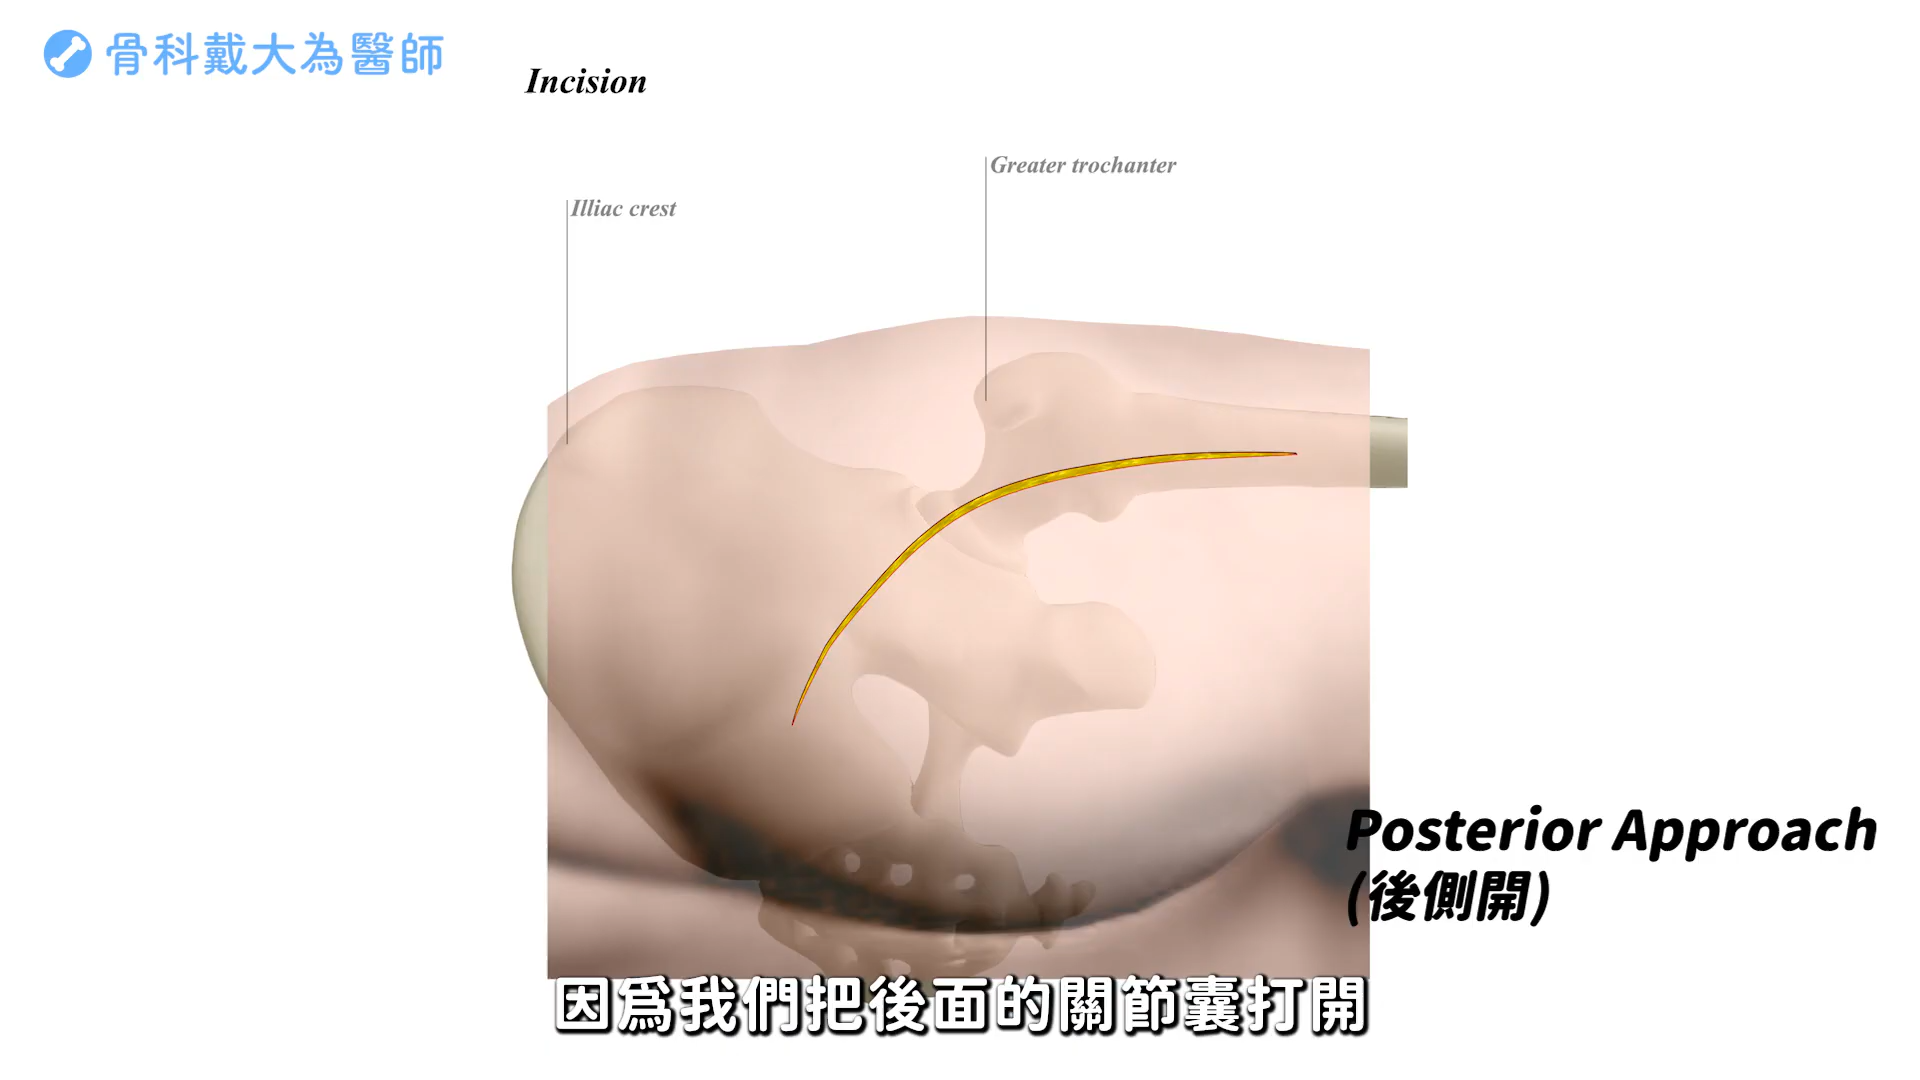 骨科戴大為醫師
Incision
Greater trochanter
Illiac crest
Posterior Approach
(後側開)
因為我們把後面的關節囊打開